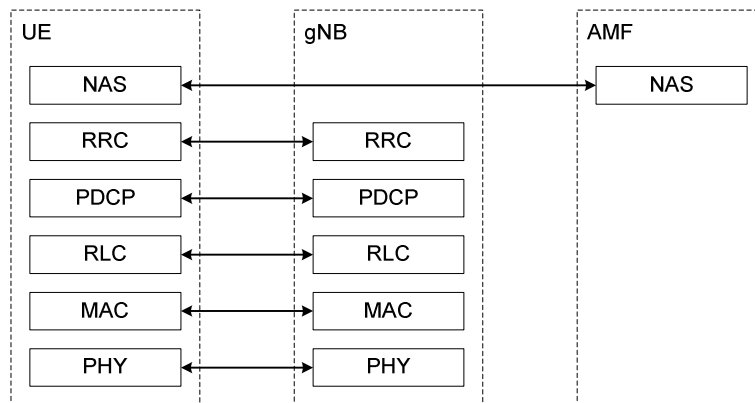 UE gNB AMF
NAS NAS
RRC RRC
PDCP PDCP
RLC RLC
MAC MAC
PHY PHY